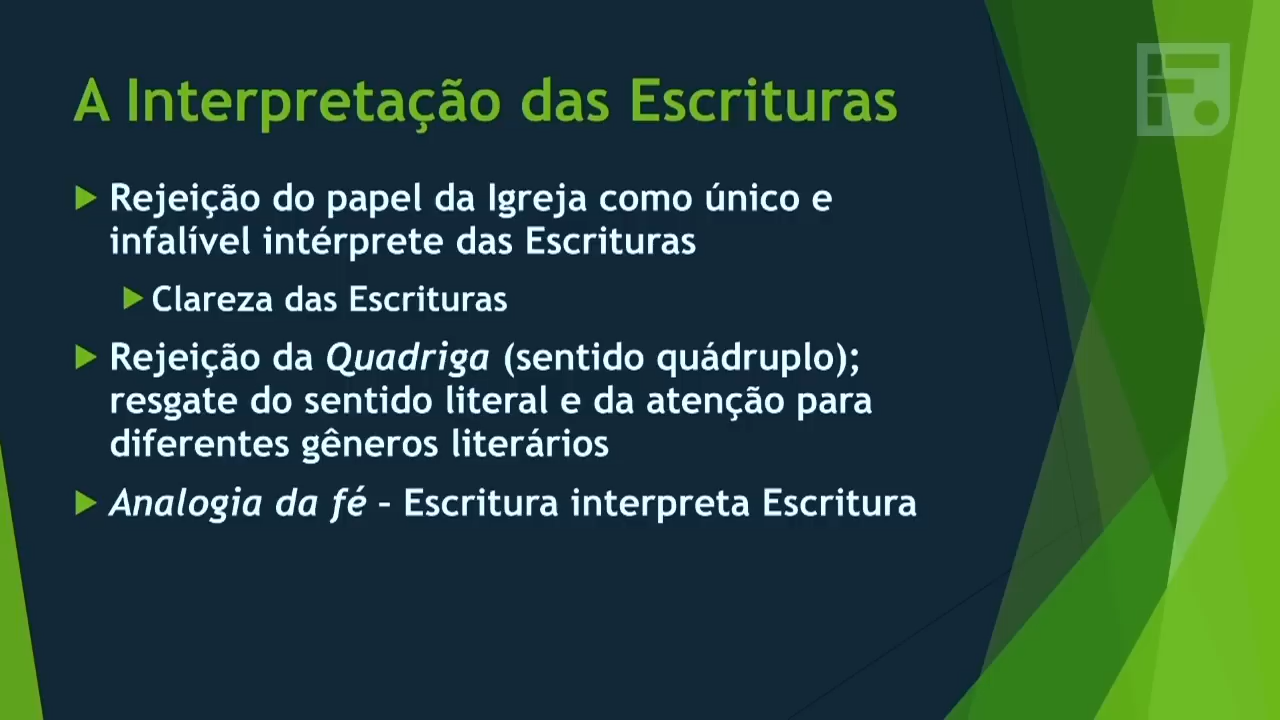 A Interpretação das Escrituras
Rejeição do papel da Igreja como único e
infalível intérprete das Escrituras
Clareza das Escrituras
Rejeição da Quadriga (sentido quádruplo);
resgate do sentido literal e da atenção para
diferentes gêneros literários
Analogia da fé – Escritura interpreta Escritura